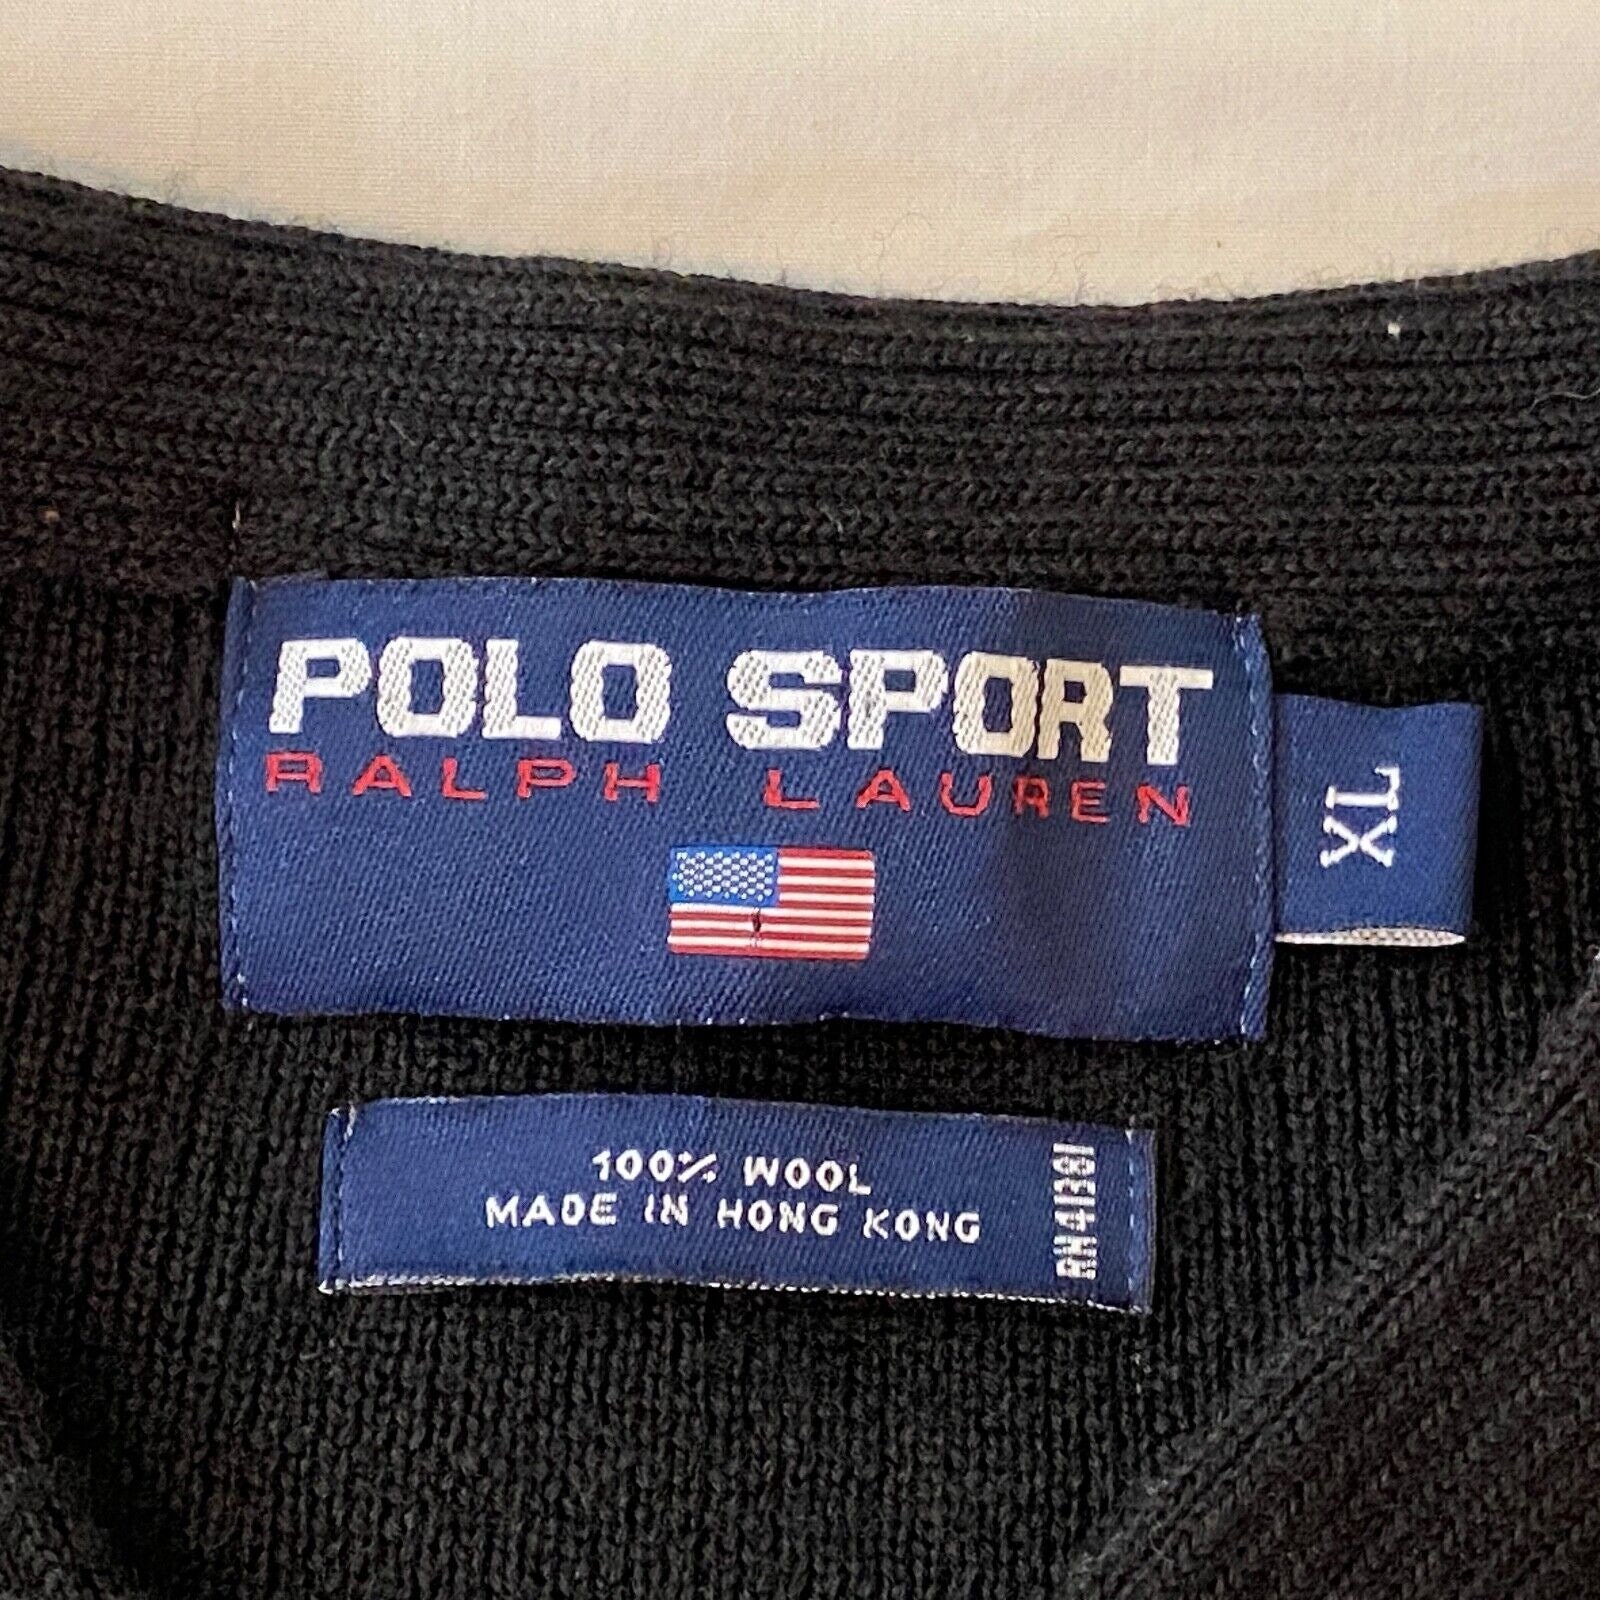 POLO SPORT
RALPH LAUREN
XL
100% WOOL
MADE IN HONG KONG
RN41381